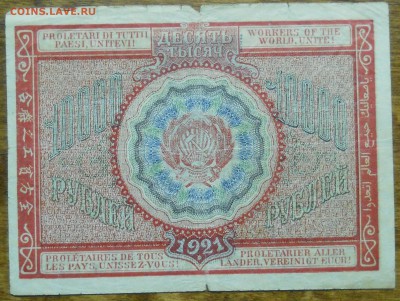 COINS.LAVE.RU
PROLETARI DI TUTTI
PAESI, UNITEVI!
ДЕСЯТЬ
ТЫСЯЧ
WORKERS OF THE
WORLD, UNITE!
10000
10000
РУБЛЕЙ
РУБЛЕЙ
1921
PROLÉTAIRES DE TOUS
LES PAYS, UNISSEZ-VOUS!
PROLETARIER ALLER
LÄNDER, VEREINIGT EUCH!